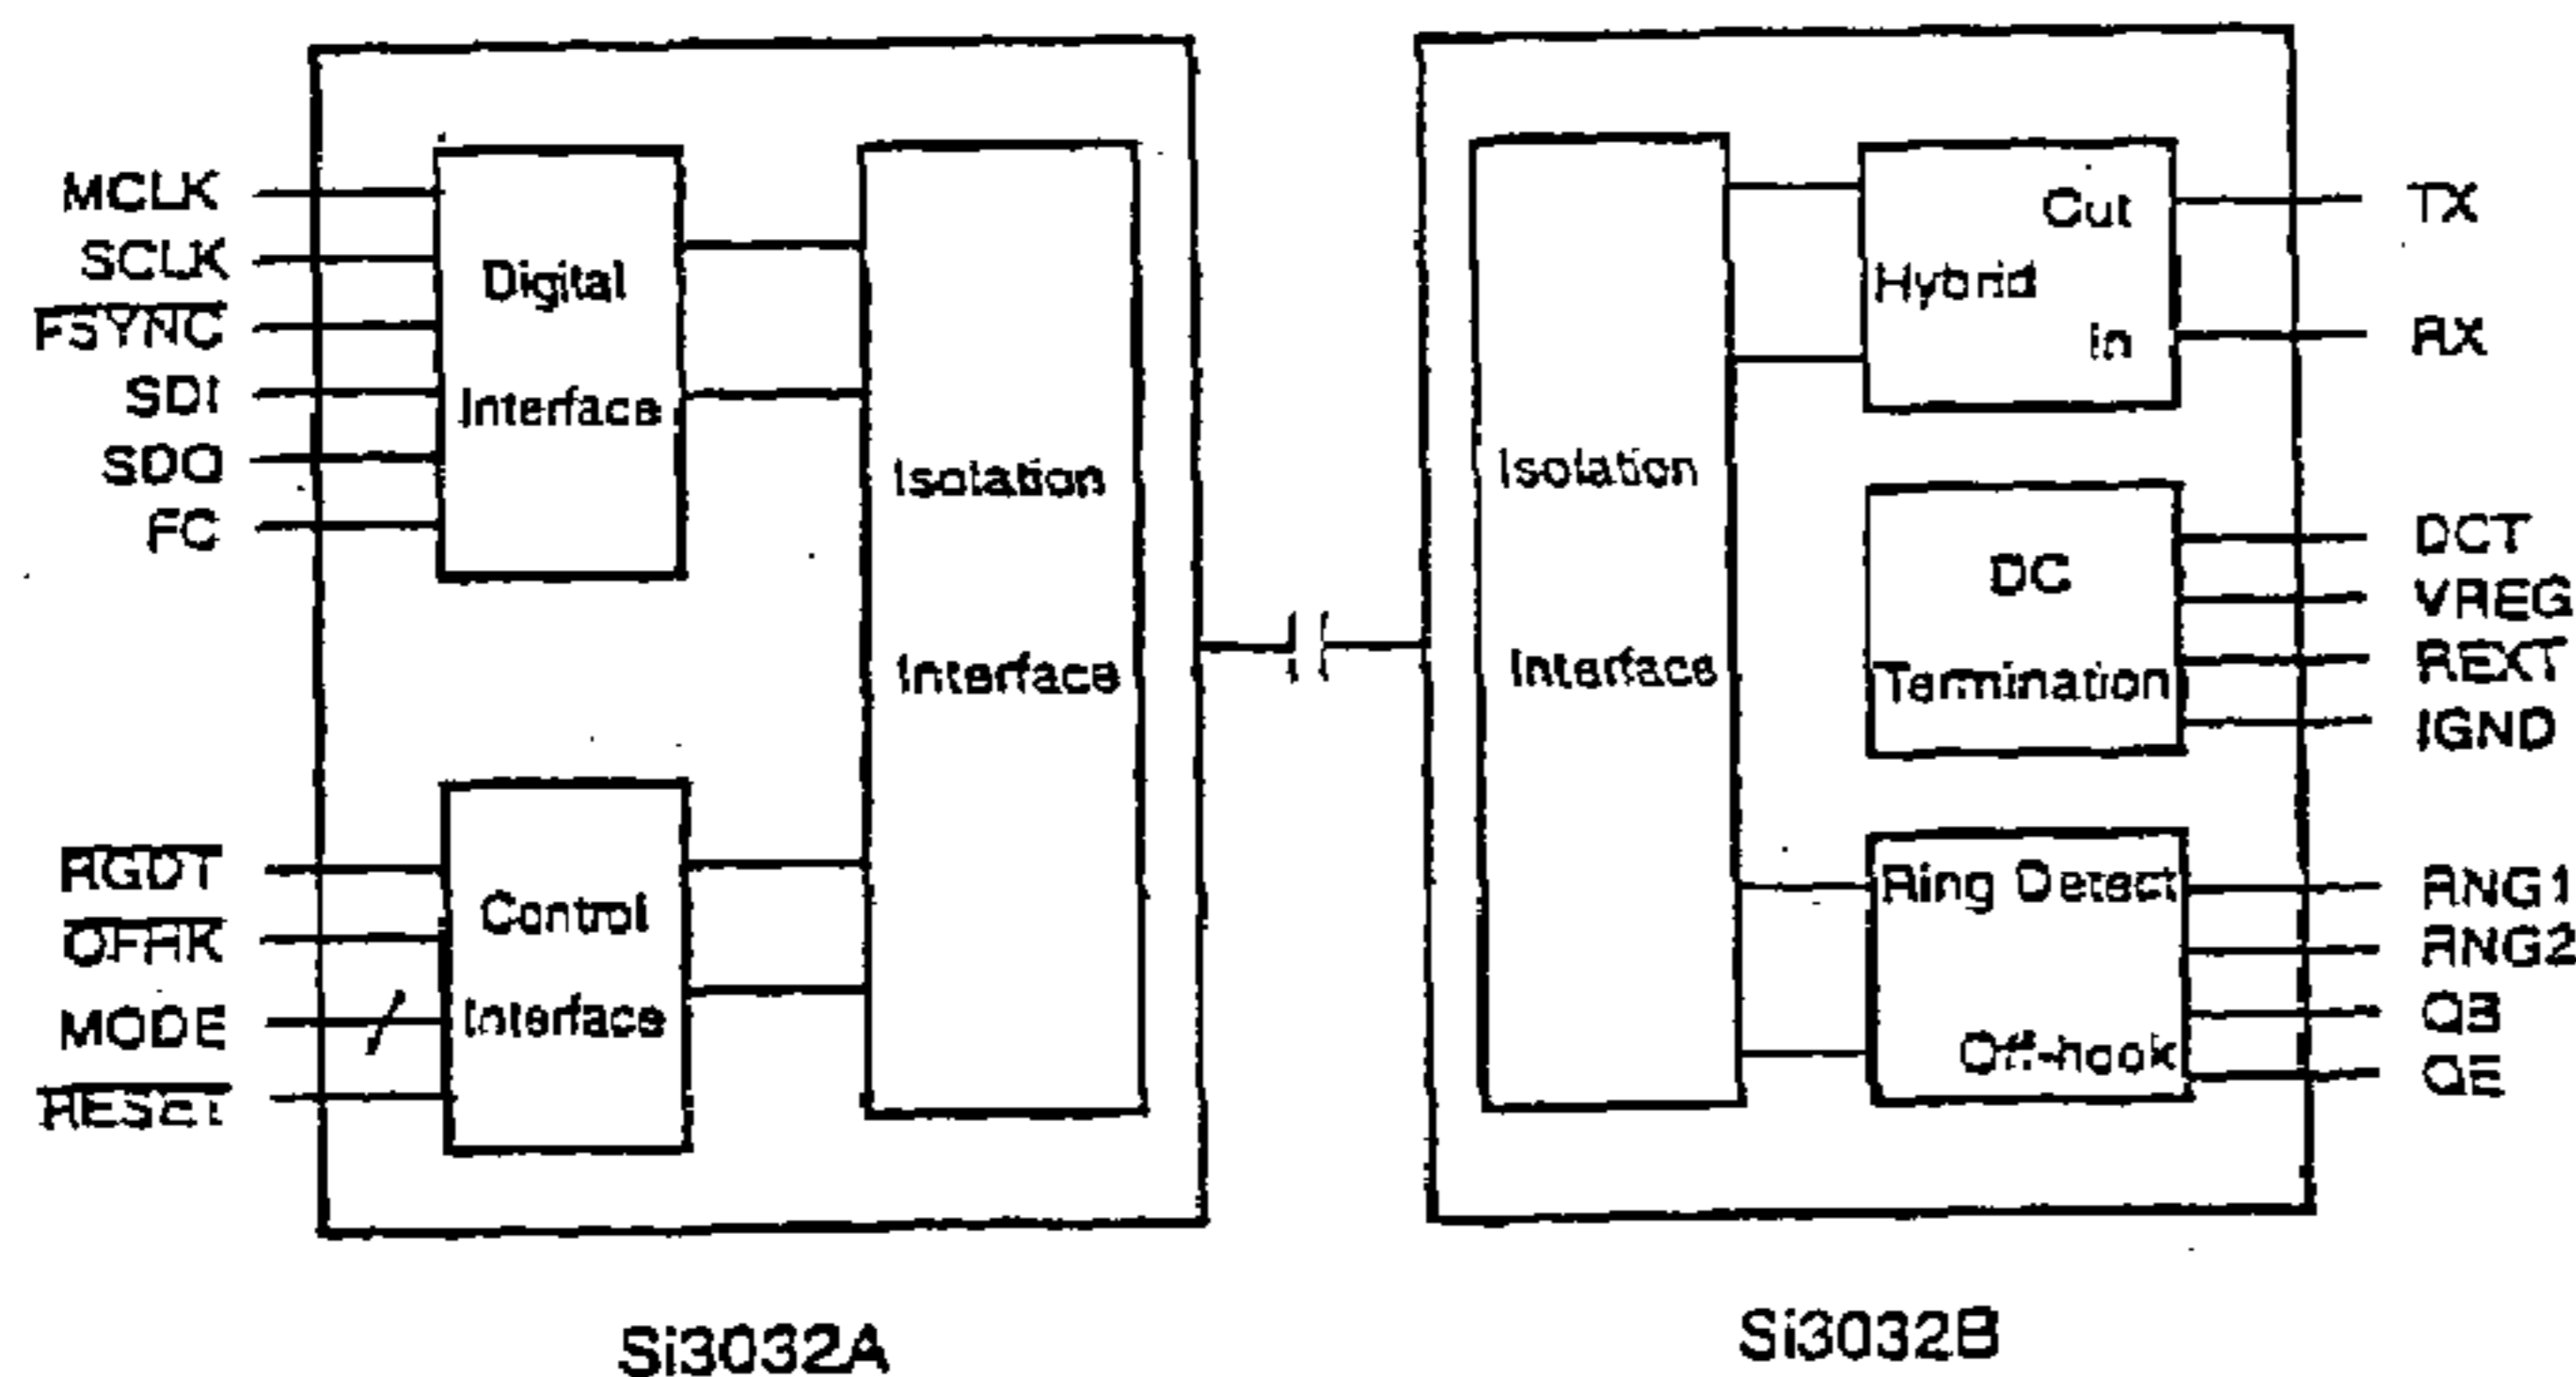 MCLK
SCLK
FSYNC
SDI
SDO
FC
Digital
Interface
Isolation
Interface
RGDT
OFHK
MODE
RESET
Control
Interface
Si3032A
Isolation
Interface
Hybrid
Out
In
TX
RX
DC
Termination
DCT
VREG
REXT
IGND
Ring Detect
Off-hook
RNG1
RNG2
QB
QE
Si3032B